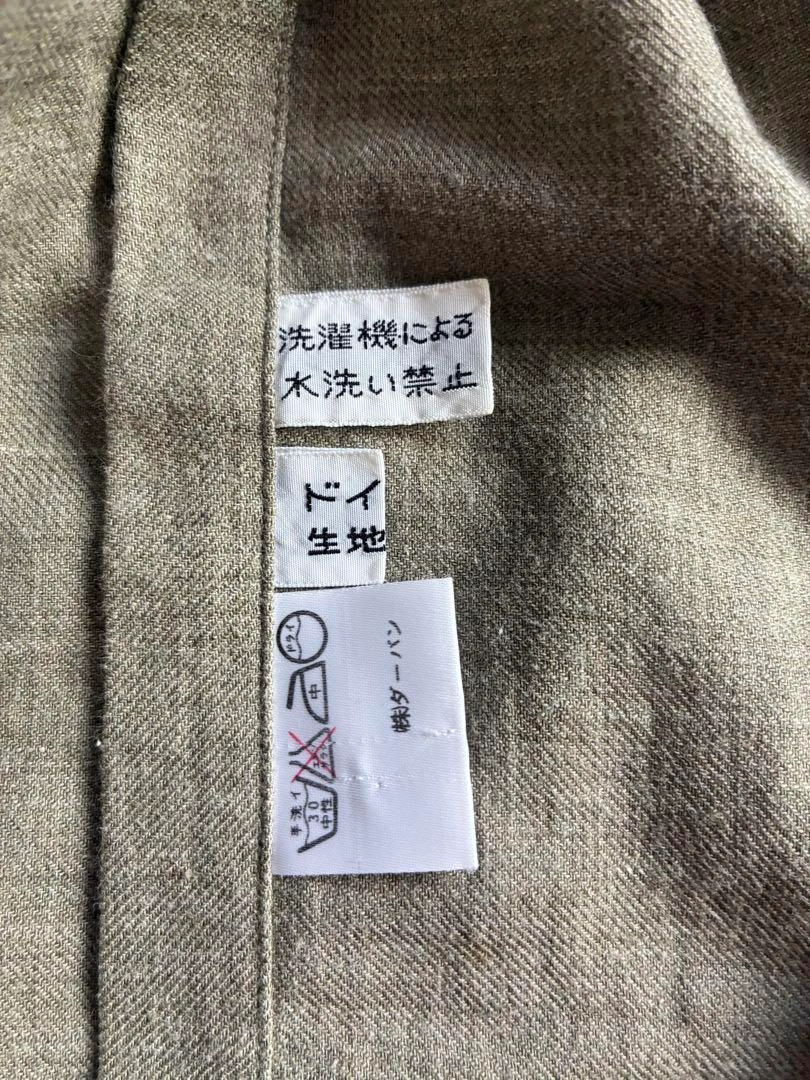 洗濯機による
水洗い禁止
ドイ
生地
手洗イ
30
中性
中
ドライ
㈱ダーバン